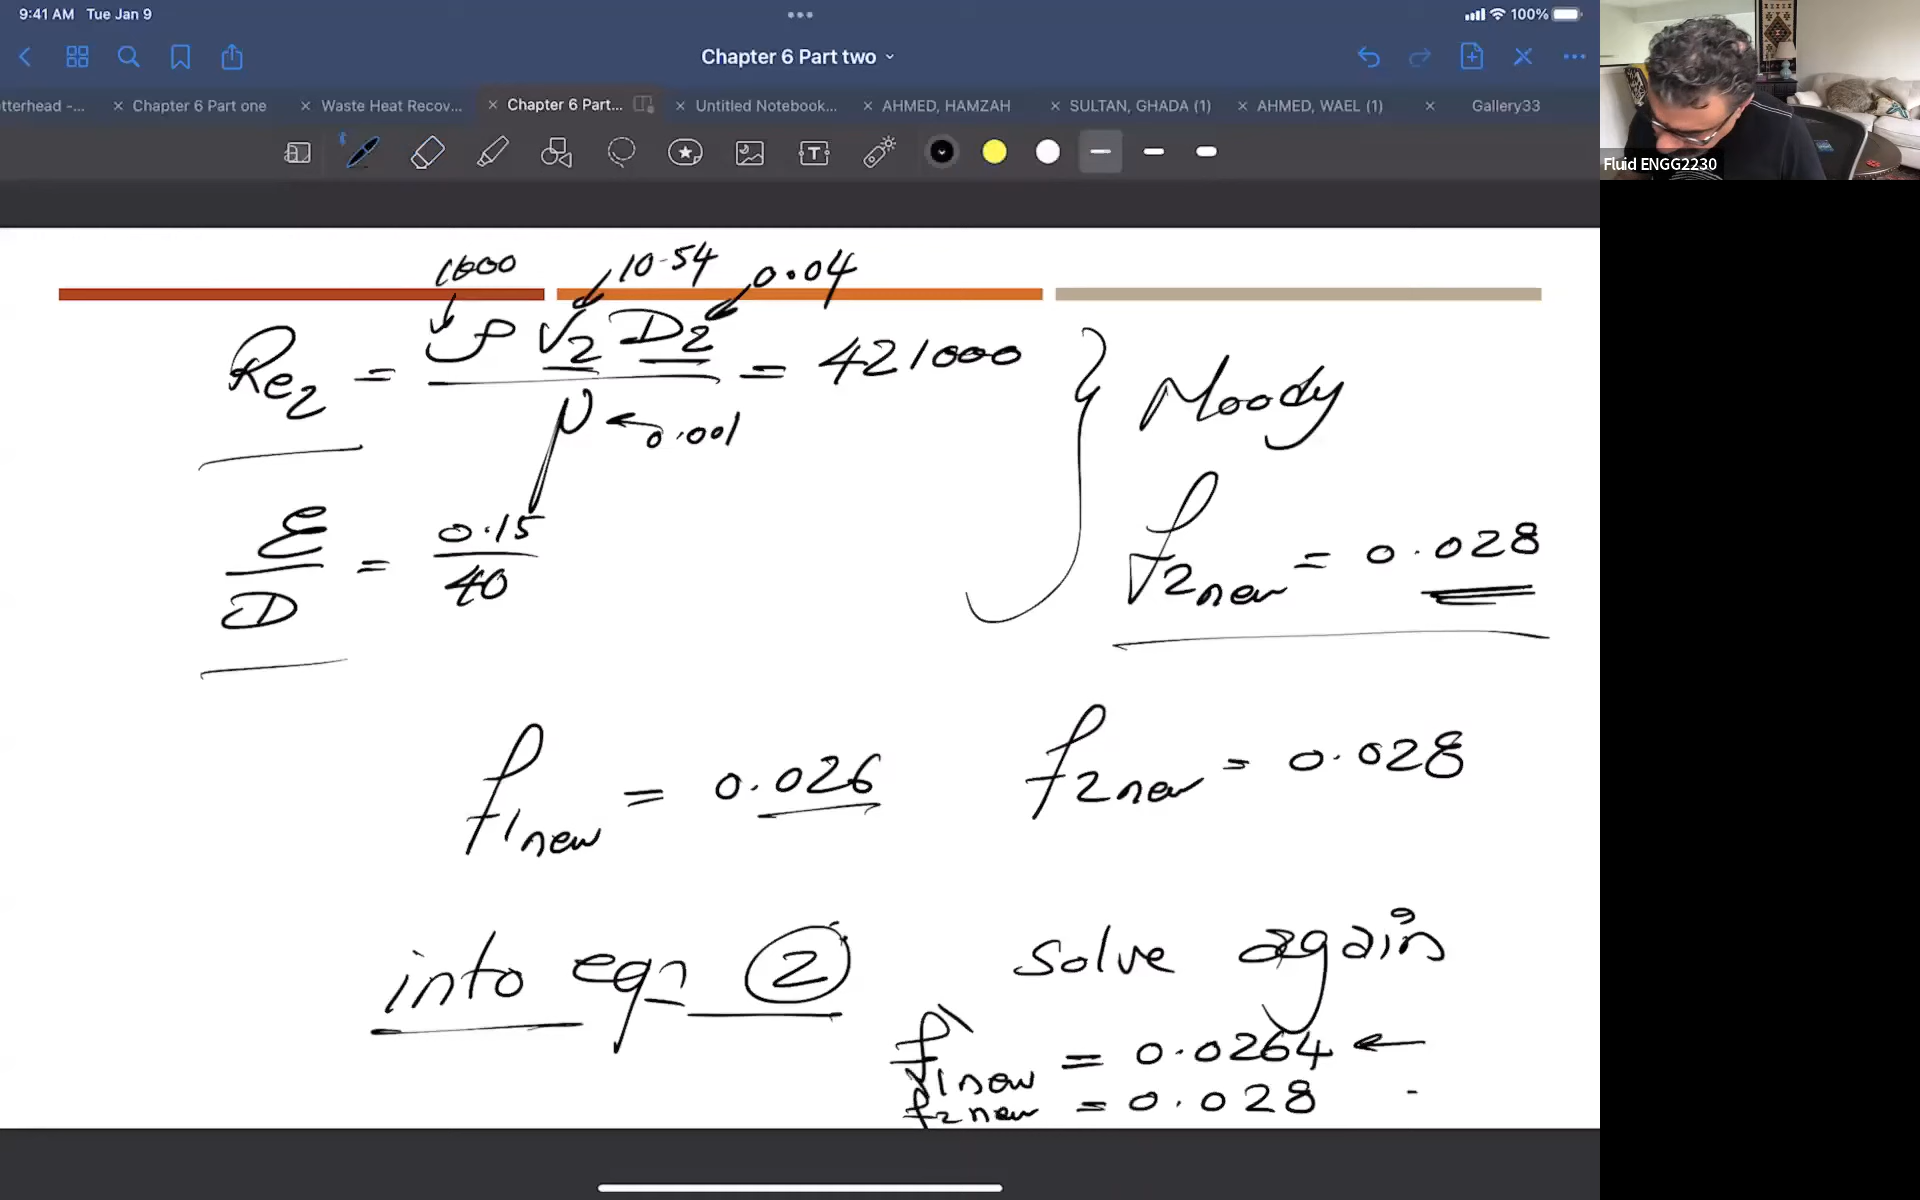 9:41 AM Tue Jan 9
100%
Chapter 6 Part two
tterhead -...
Chapter 6 Part one
Waste Heat Recov...
Chapter 6 Part...
Untitled Notebook...
AHMED, HAMZAH
SULTAN, GHADA (1)
AHMED, WAEL (1)
Gallery33
Fluid ENGG2230
1000 10.54 0.04
Re2 = ρ V2 D2 / μ = 421000
0.001
Moody
ε/D = 0.15/40
f2new = 0.028
f1new = 0.026 f2new = 0.028
into eqn 2 solve again
f1new = 0.0264 ←
f2new = 0.028